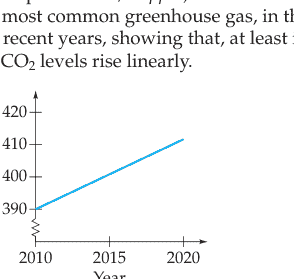 most common greenhouse gas, in th
recent years, showing that, at least
CO₂ levels rise linearly.
420
410
400
390
2010 2015 2020
Year